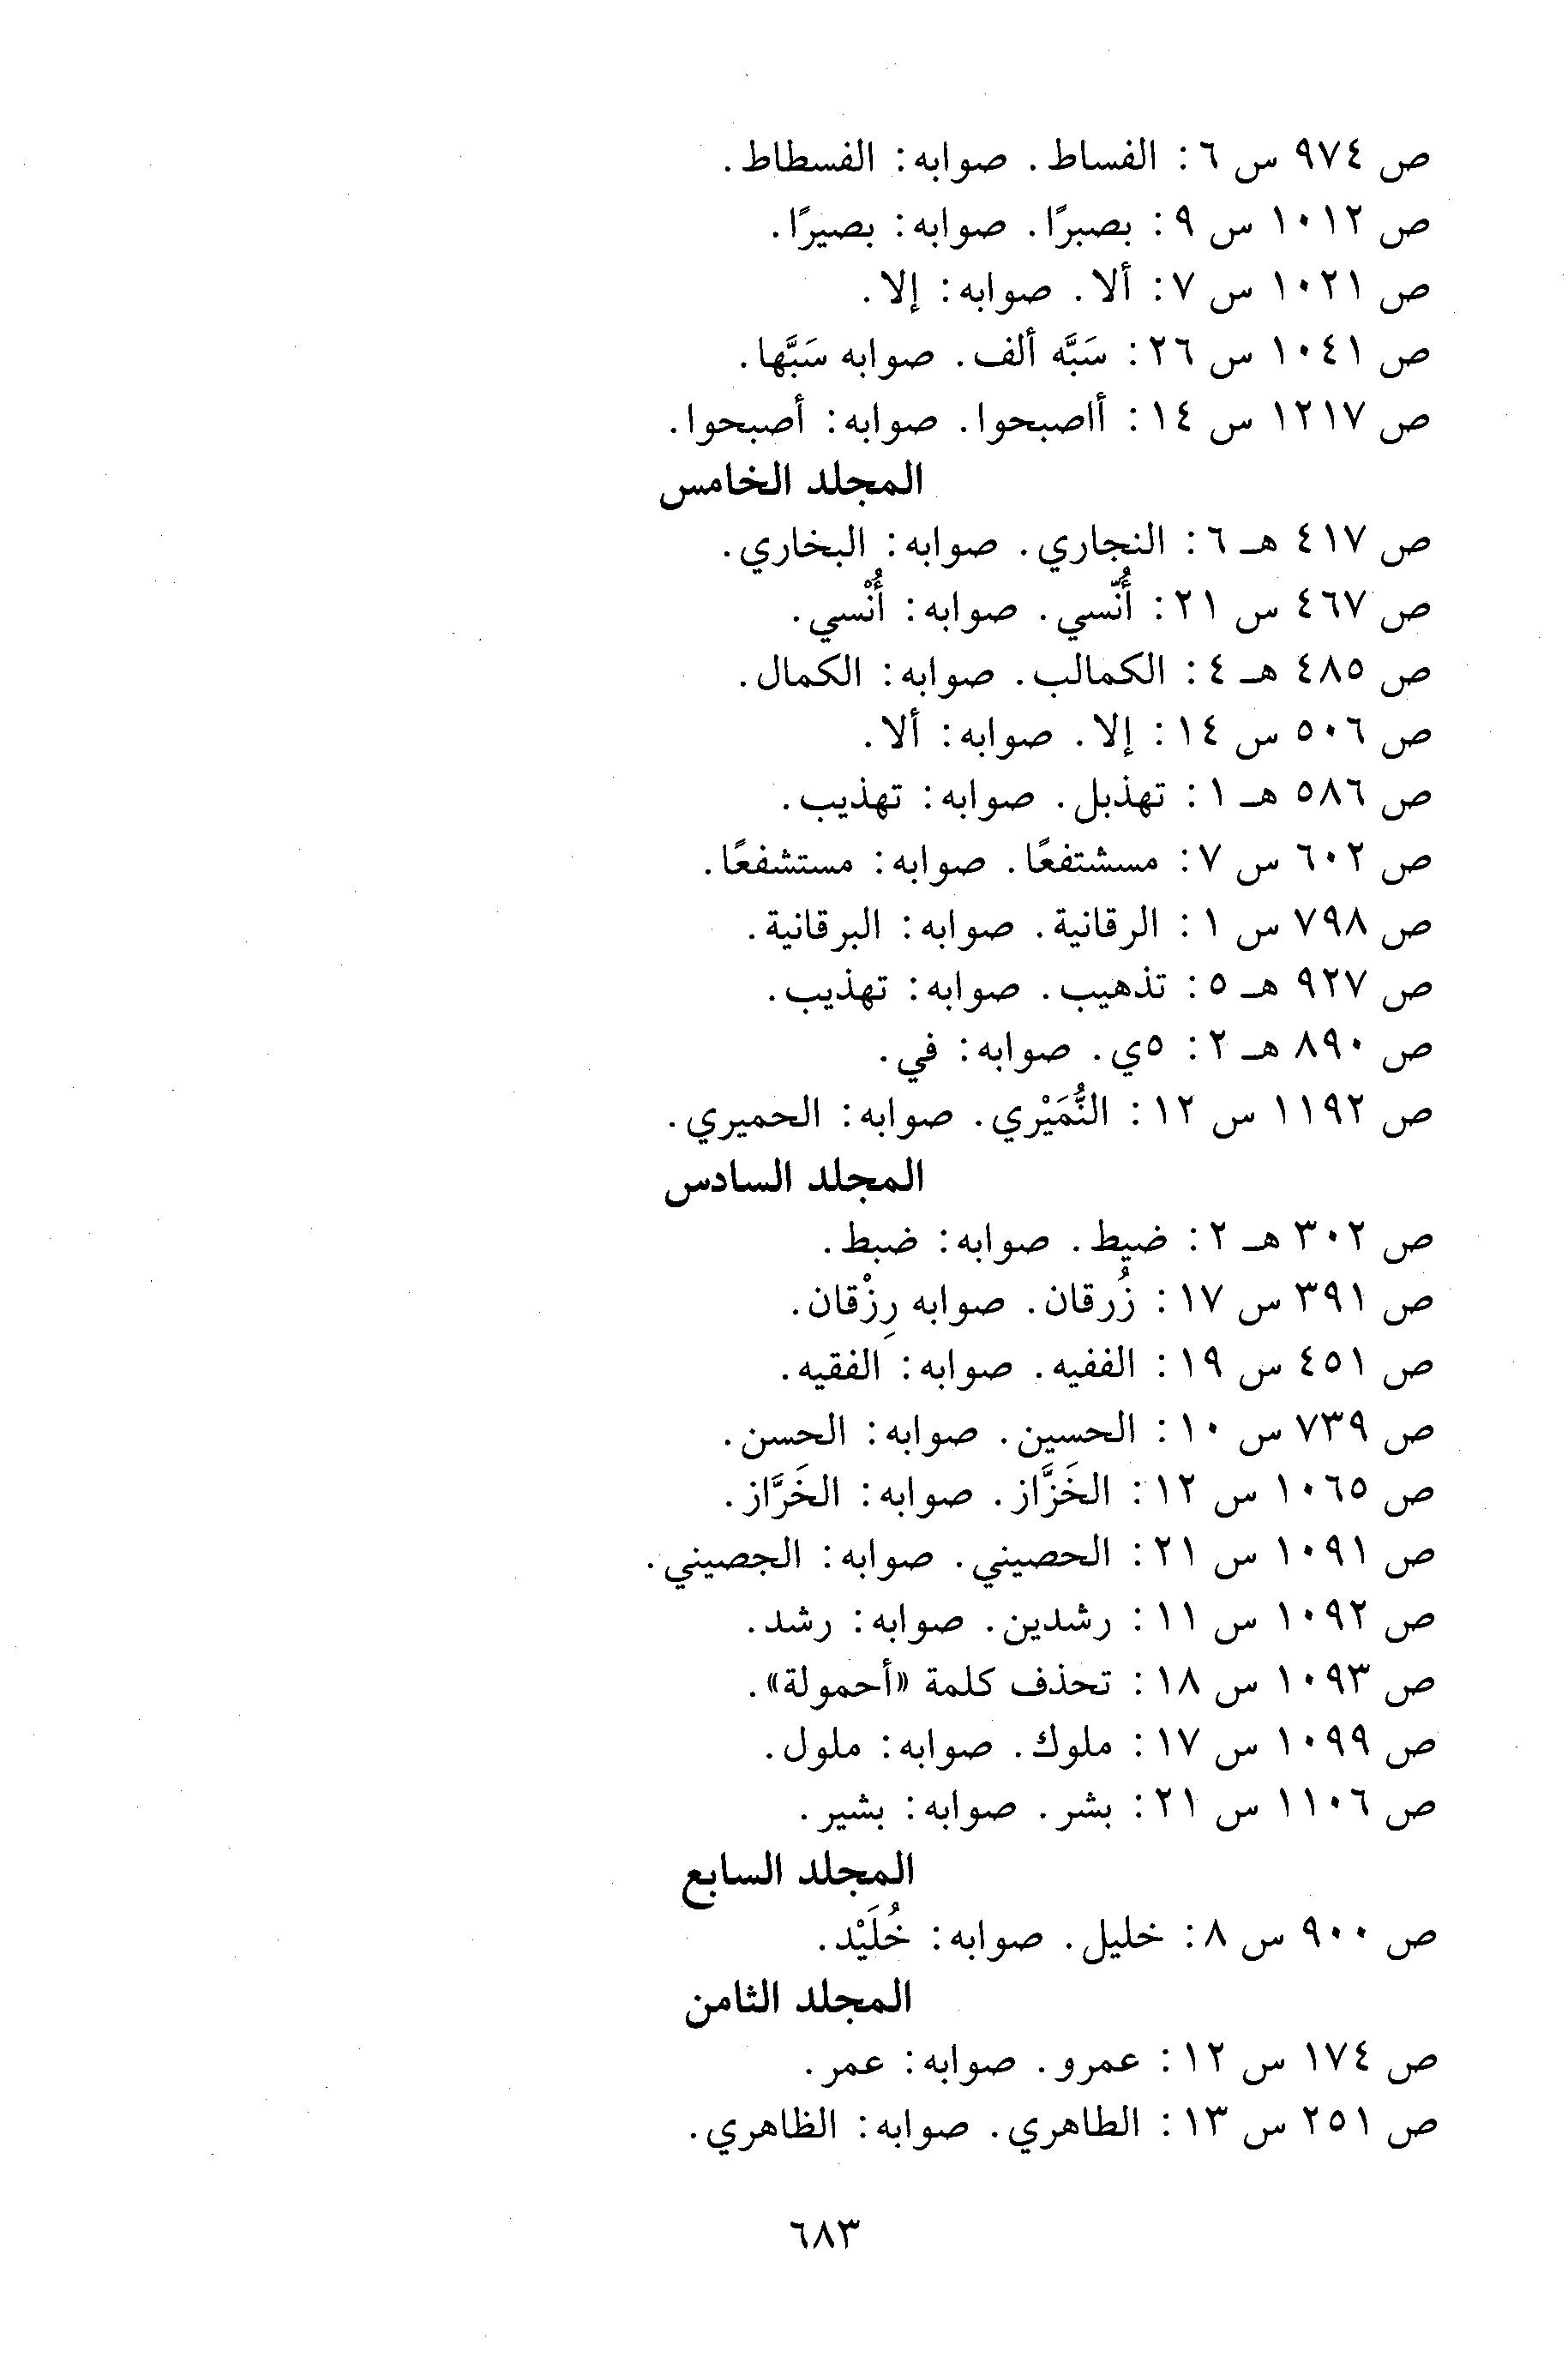 ص ٩٧٤ س ٦: الفساط. صوابه: الفسطاط.
ص ١٠١٢ س ٩: بصبرًا. صوابه: بصيرًا.
ص ١٠٢١ س ٧: ألا. صوابه: إلا.
ص ١٠٤١ س ٢٦: سَبَّه ألف. صوابه سَبَّها.
ص ١٢١٧ س ١٤: أاصبحوا. صوابه: أصبحوا.
المجلد الخامس
ص ٤١٧ هـ ٦: النجاري. صوابه: البخاري.
ص ٤٦٧ س ٢١: أُنّسي. صوابه: أُنْسي.
ص ٤٨٥ هـ ٤: الكمالب. صوابه: الكمال.
ص ٥٠٦ س ١٤: إلا. صوابه: ألا.
ص ٥٨٦ هـ ١: تهذبل. صوابه: تهذيب.
ص ٦٠٢ س ٧: مسشتفعًا. صوابه: مستشفعًا.
ص ٧٩٨ س ١: الرقانية. صوابه: البرقانية.
ص ٩٢٧ هـ ٥: تذهيب. صوابه: تهذيب.
ص ٨٩٠ هـ ٢: ٥ي. صوابه: في.
ص ١١٩٢ س ١٢: النُّمَيْري. صوابه: الحميري.
المجلد السادس
ص ٣٠٢ هـ ٢: ضيط. صوابه: ضبط.
ص ٣٩١ س ١٧: زُرقان. صوابه رِزْقان.
ص ٤٥١ س ١٩: الففيه. صوابه: الفقيه.
ص ٧٣٩ س ١٠: الحسين. صوابه: الحسن.
ص ١٠٦٥ س ١٢: الخَزَّاز. صوابه: الخَرَّاز.
ص ١٠٩١ س ٢١: الحصيني. صوابه: الجصيني.
ص ١٠٩٢ س ١١: رشدين. صوابه: رشد.
ص ١٠٩٣ س ١٨: تحذف كلمة «أحمولة».
ص ١٠٩٩ س ١٧: ملوك. صوابه: ملول.
ص ١١٠٦ س ٢١: بشر. صوابه: بشير.
المجلد السابع
ص ٩٠٠ س ٨: خليل. صوابه: خُلَيْد.
المجلد الثامن
ص ١٧٤ س ١٢: عمرو. صوابه: عمر.
ص ٢٥١ س ١٣: الطاهري. صوابه: الظاهري.
٦٨٣